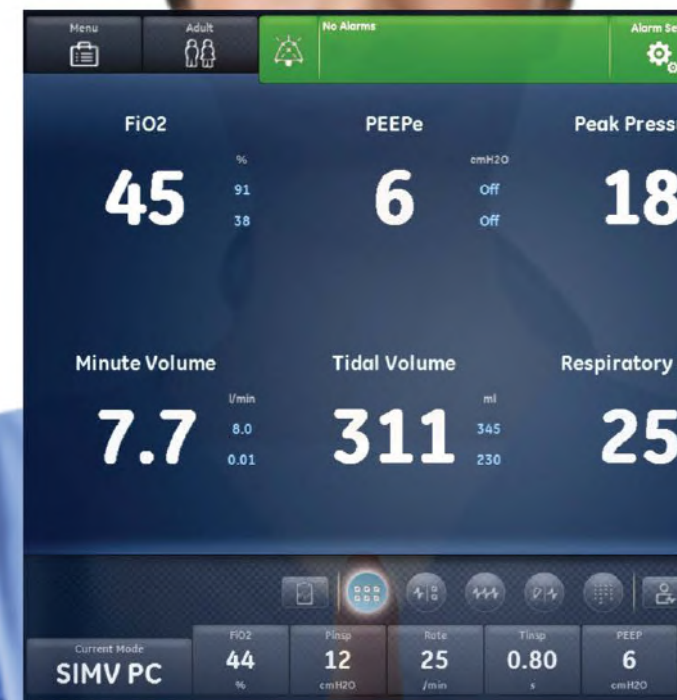 Menu
Adult
No Alarms
Alarm Se
FiO2
PEEPe
Peak Pressu
%
cmH2O
45
91
6
Off
18
38
Off
Minute Volume
Tidal Volume
Respiratory
l/min
ml
7.7
8.0
311
345
25
0.01
230
Current Mode
SIMV PC
FiO2
Pinsp
Rate
Tinsp
PEEP
44
12
25
0.80
6
%
cmH2O
/min
s
cmH2O